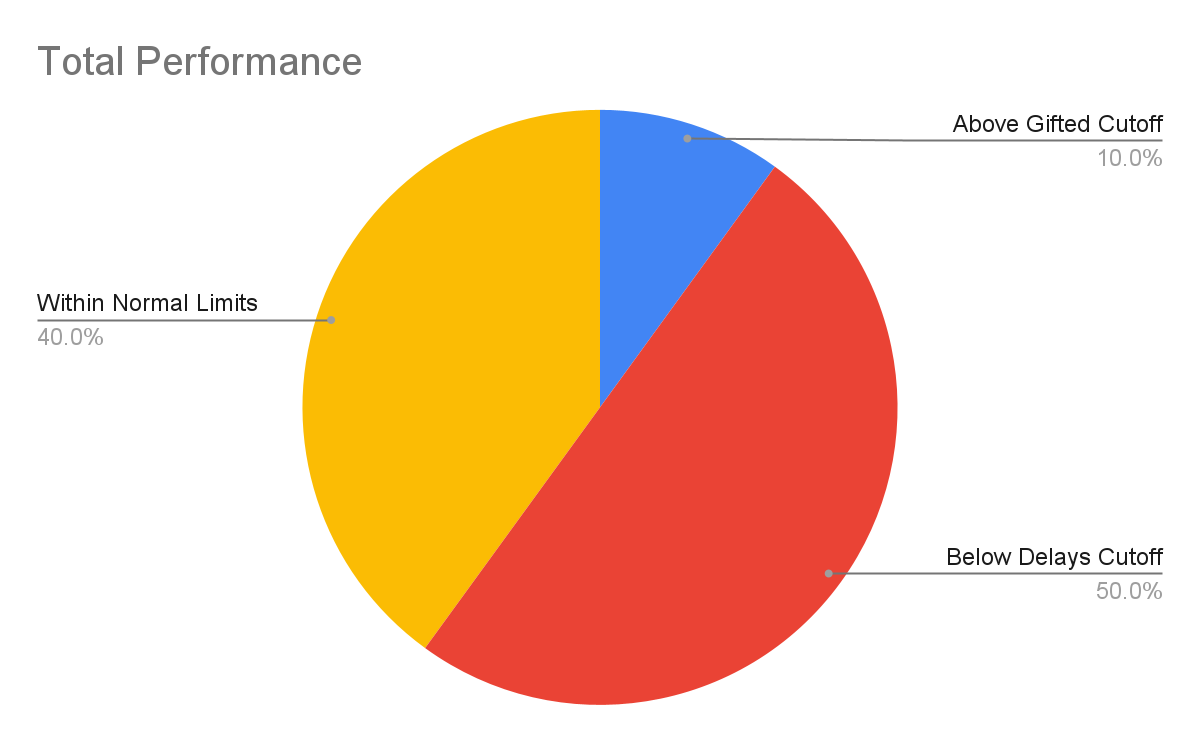 Total Performance
Above Gifted Cutoff
10.0%
Within Normal Limits
40.0%
Below Delays Cutoff
50.0%